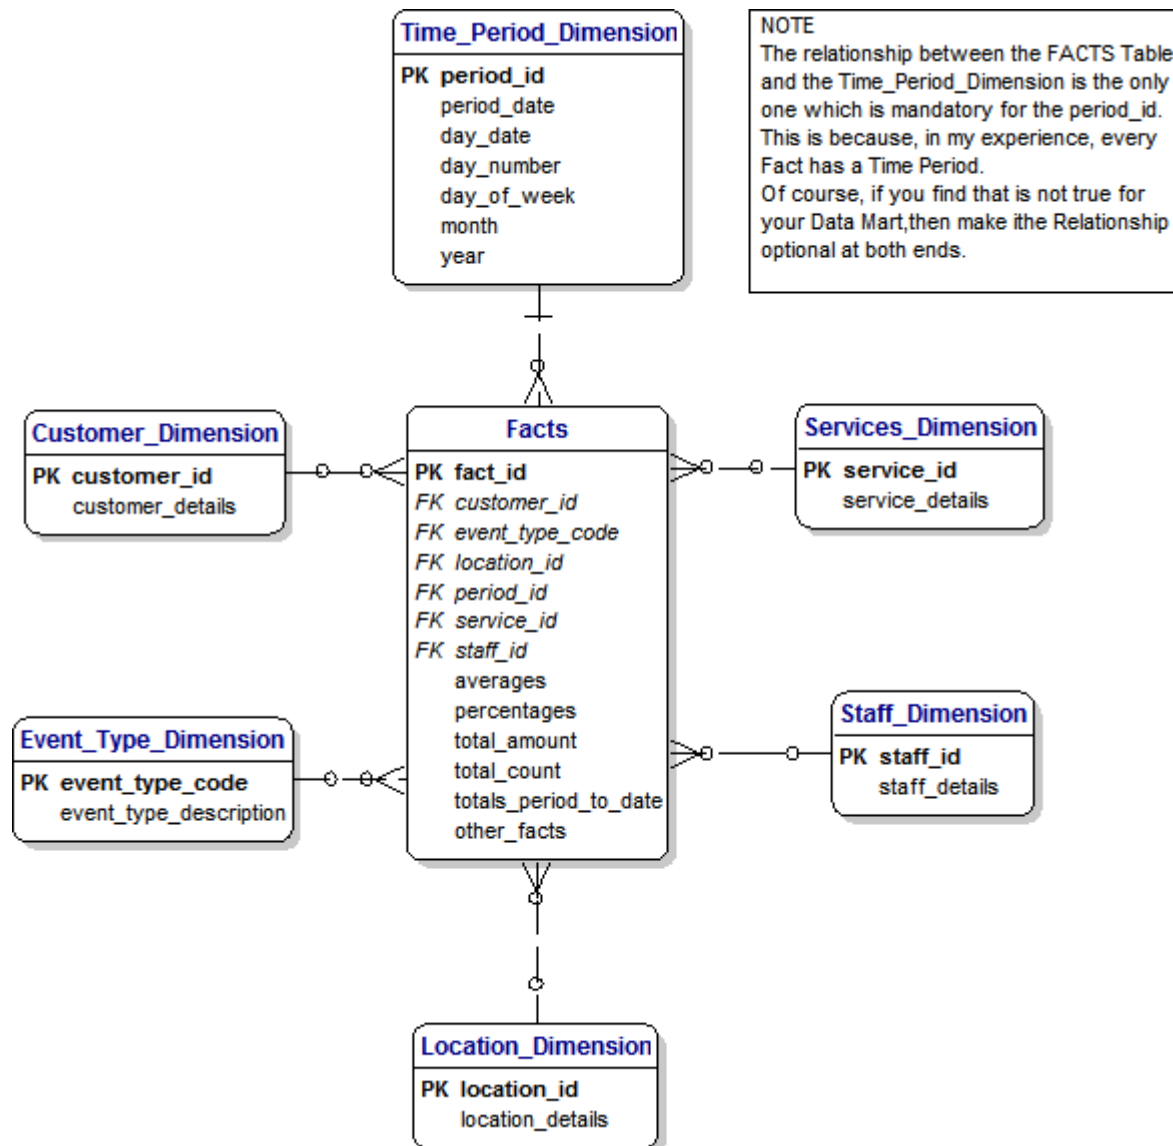 Time_Period_Dimension
PK period_id
period_date
day_date
day_number
day_of_week
month
year
NOTE
The relationship between the FACTS Table
and the Time_Period_Dimension is the only
one which is mandatory for the period_id.
This is because, in my experience, every
Fact has a Time Period.
Of course, if you find that is not true for
your Data Mart,then make ithe Relationship
optional at both ends.
Customer_Dimension
PK customer_id
customer_details
Facts
PK fact_id
FK customer_id
FK event_type_code
FK location_id
FK period_id
FK service_id
FK staff_id
averages
percentages
total_amount
total_count
totals_period_to_date
other_facts
Services_Dimension
PK service_id
service_details
Event_Type_Dimension
PK event_type_code
event_type_description
Staff_Dimension
PK staff_id
staff_details
Location_Dimension
PK location_id
location_details